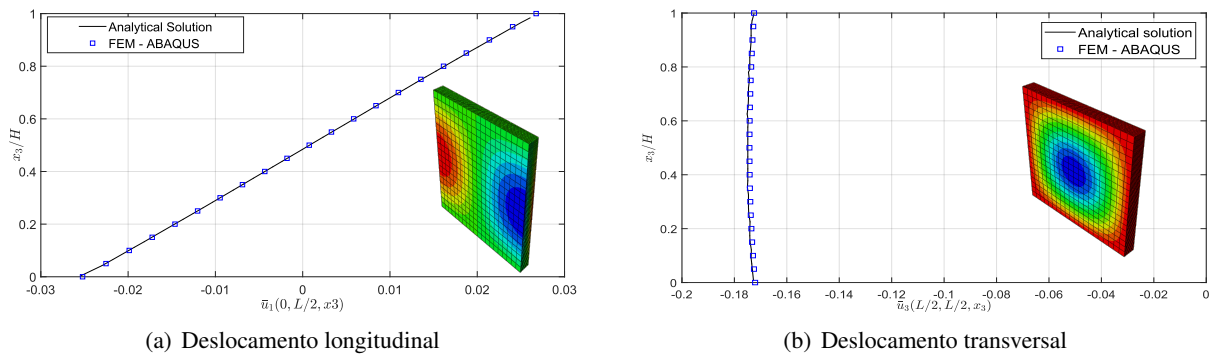 Analytical Solution
FEM - ABAQUS
1
0.8
0.6
0.4
0.2
0
x₃/H
-0.03 -0.02 -0.01 0 0.01 0.02 0.03
ū₁(0, L/2, x3)
(a) Deslocamento longitudinal
Analytical solution
FEM - ABAQUS
1
0.8
0.6
0.4
0.2
0
x₃/H
-0.2 -0.18 -0.16 -0.14 -0.12 -0.1 -0.08 -0.06 -0.04 -0.02 0
ū₃(L/2, L/2, x₃)
(b) Deslocamento transversal